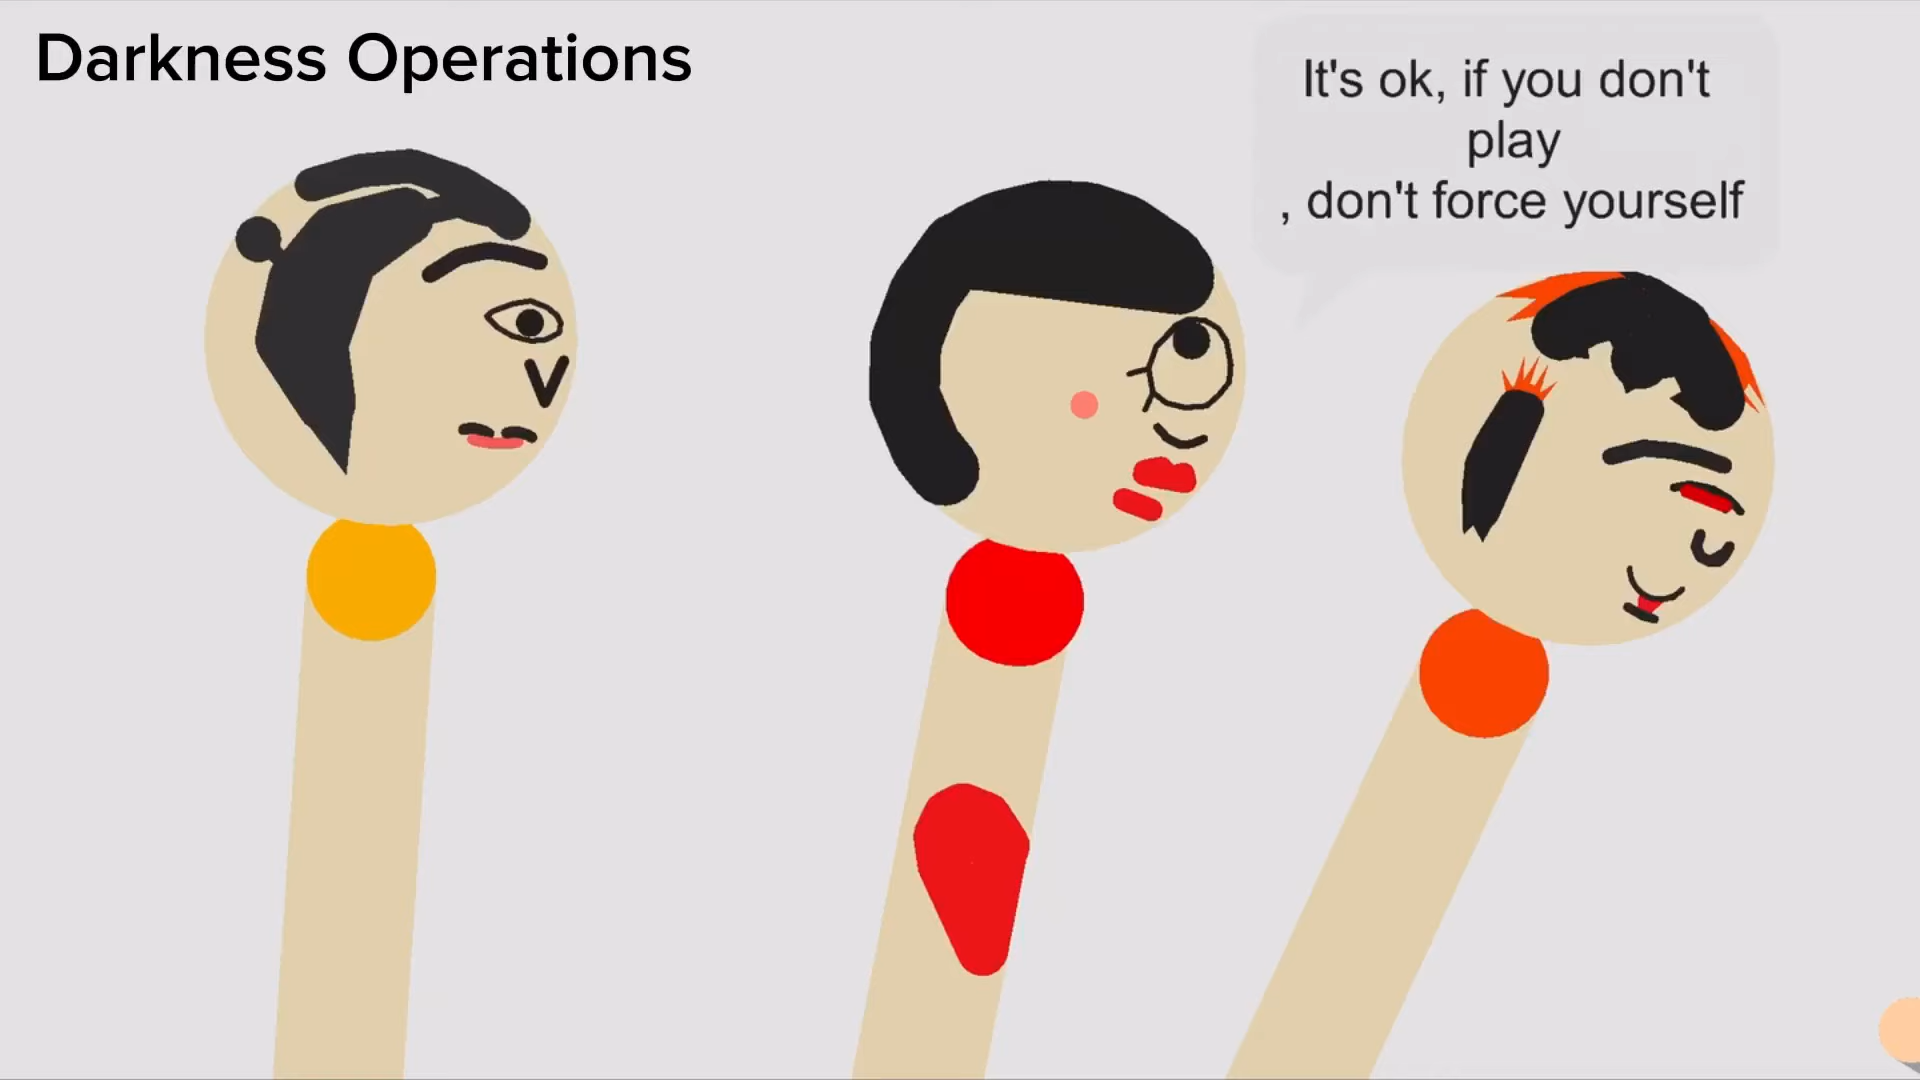 Darkness Operations
It's ok, if you don't
play
, don't force yourself